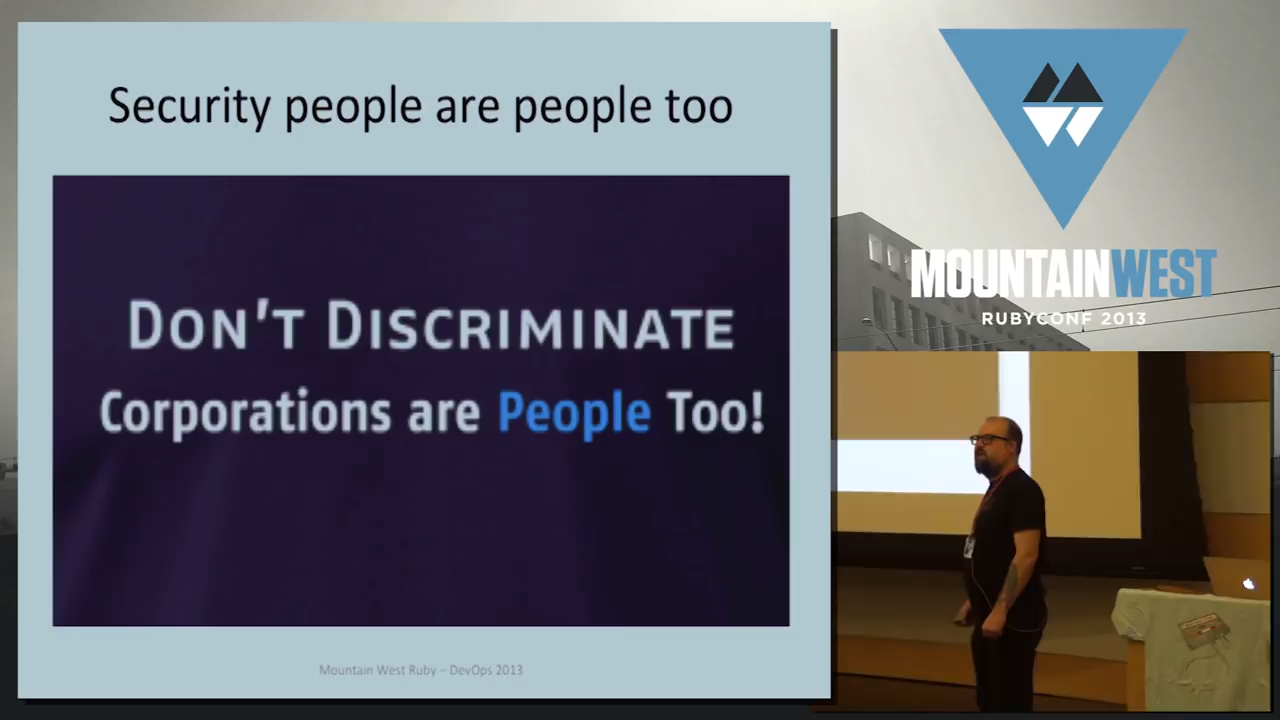 Security people are people too
Don't Discriminate
Corporations are People Too!
Mountain West Ruby – DevOps 2013
MOUNTAINWEST
RUBYCONF 2013